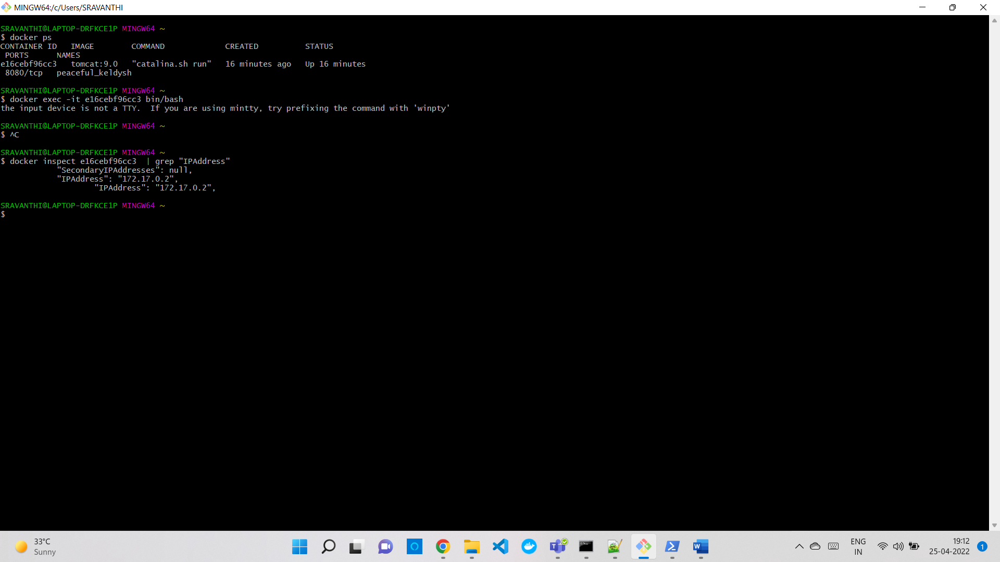 MINGW64:/c/Users/SRAVANTHI
SRAVANTHI@LAPTOP-DRFKCE1P MINGW64 ~
$ docker ps
CONTAINER ID   IMAGE        COMMAND             CREATED          STATUS
 PORTS      NAMES
e16cebf96cc3   tomcat:9.0   "catalina.sh run"   16 minutes ago   Up 16 minutes
 8080/tcp   peaceful_keldysh
SRAVANTHI@LAPTOP-DRFKCE1P MINGW64 ~
$ docker exec -it e16cebf96cc3 bin/bash
the input device is not a TTY.  If you are using mintty, try prefixing the command with 'winpty'
SRAVANTHI@LAPTOP-DRFKCE1P MINGW64 ~
$ ^C
SRAVANTHI@LAPTOP-DRFKCE1P MINGW64 ~
$ docker inspect e16cebf96cc3  | grep "IPAddress"
            "SecondaryIPAddresses": null,
            "IPAddress": "172.17.0.2",
                    "IPAddress": "172.17.0.2",
SRAVANTHI@LAPTOP-DRFKCE1P MINGW64 ~
$
33°C
Sunny
ENG
IN
19:12
25-04-2022
1